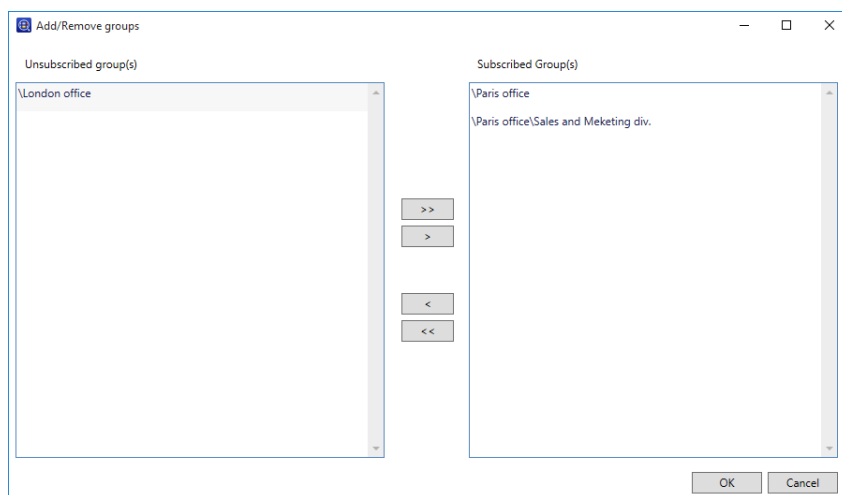 Add/Remove groups
Unsubscribed group(s)
Subscribed Group(s)
\London office
\Paris office
\Paris office\Sales and Meketing div.
>>
>
<
<<
OK
Cancel